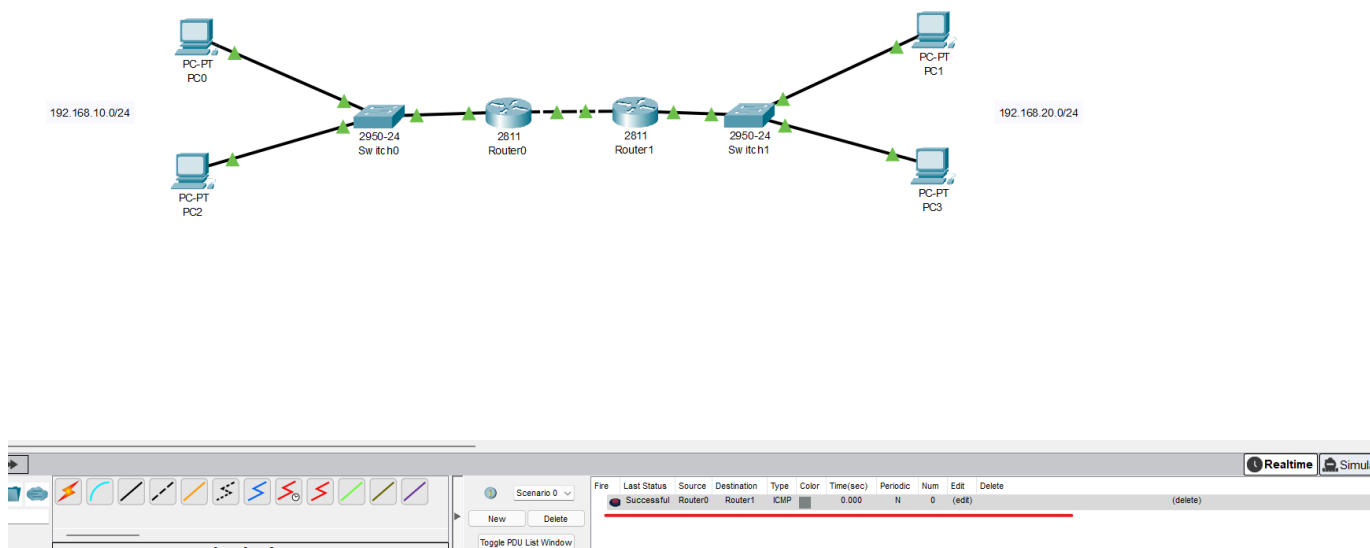 PC-PT
PC0
PC-PT
PC1
192.168.10.0/24
192.168.20.0/24
2950-24
Switch0
2811
Router0
2811
Router1
2950-24
Switch1
PC-PT
PC2
PC-PT
PC3
Realtime
Simula
Scenario 0
Fire Last Status Source Destination Type Color Time(sec) Periodic Num Edit Delete
Successful Router0 Router1 ICMP 0.000 N 0 (edit) (delete)
New Delete
Toggle PDU List Window